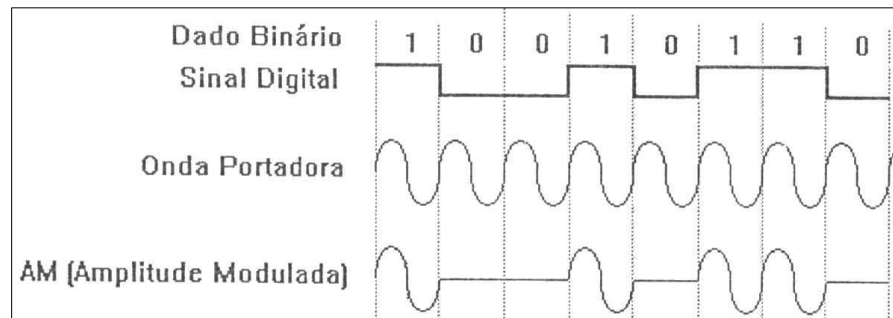 Dado Binário 1 0 0 1 0 1 1 0
Sinal Digital
Onda Portadora
AM (Amplitude Modulada)